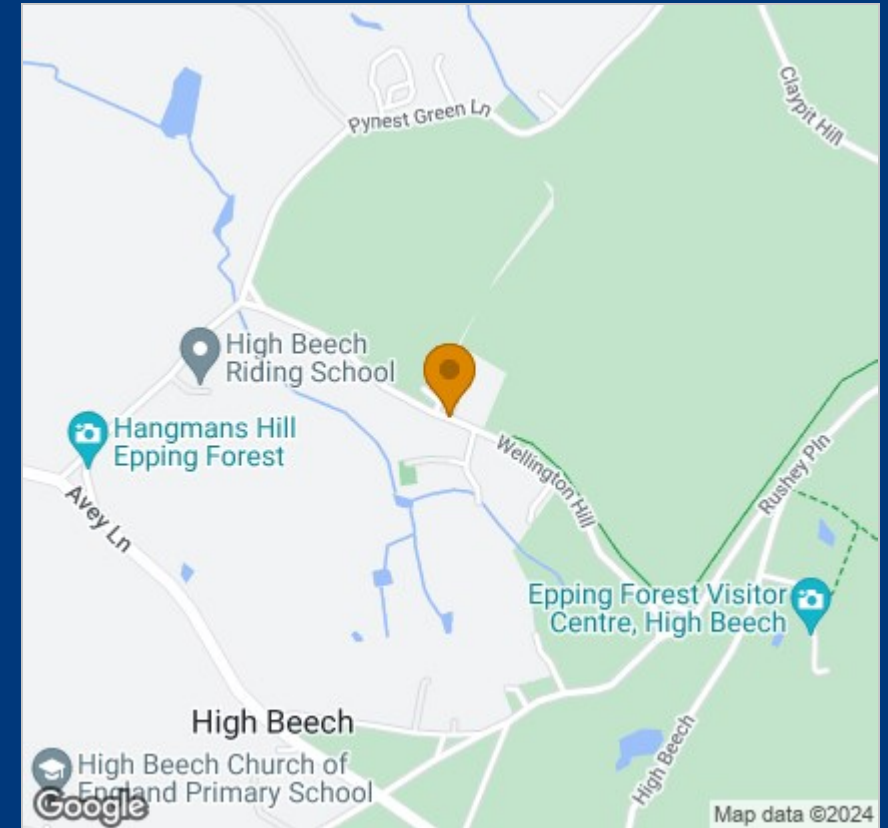 Pynest Green Ln
Claypit Hill
High Beech
Riding School
Hangmans Hill
Epping Forest
Avey Ln
Wellington Hill
Rushey Pln
Epping Forest Visitor
Centre, High Beech
High Beech
High Beech
High Beech Church of
England Primary School
Google
Map data ©2024